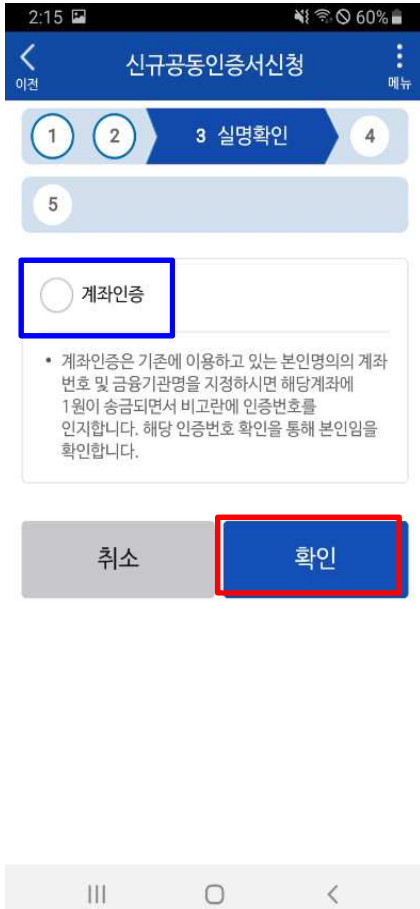 2:15 60%
이전 신규공동인증서신청 메뉴
1 2 3 실명확인 4
5
계좌인증
• 계좌인증은 기존에 이용하고 있는 본인명의의 계좌
번호 및 금융기관명을 지정하시면 해당계좌에
1원이 송금되면서 비고란에 인증번호를
인지합니다. 해당 인증번호 확인을 통해 본인임을
확인합니다.
취소 확인